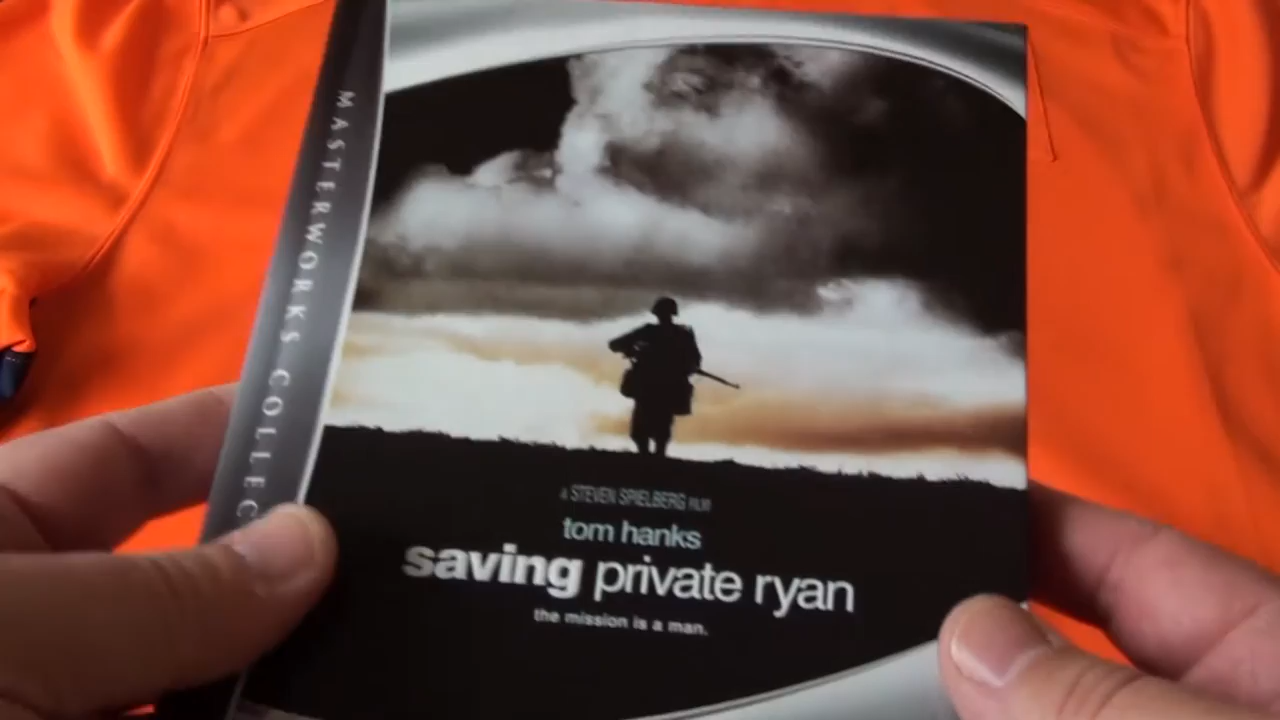 MASTERWORKS COLLEC
A STEVEN SPIELBERG FILM
tom hanks
saving private ryan
the mission is a man.